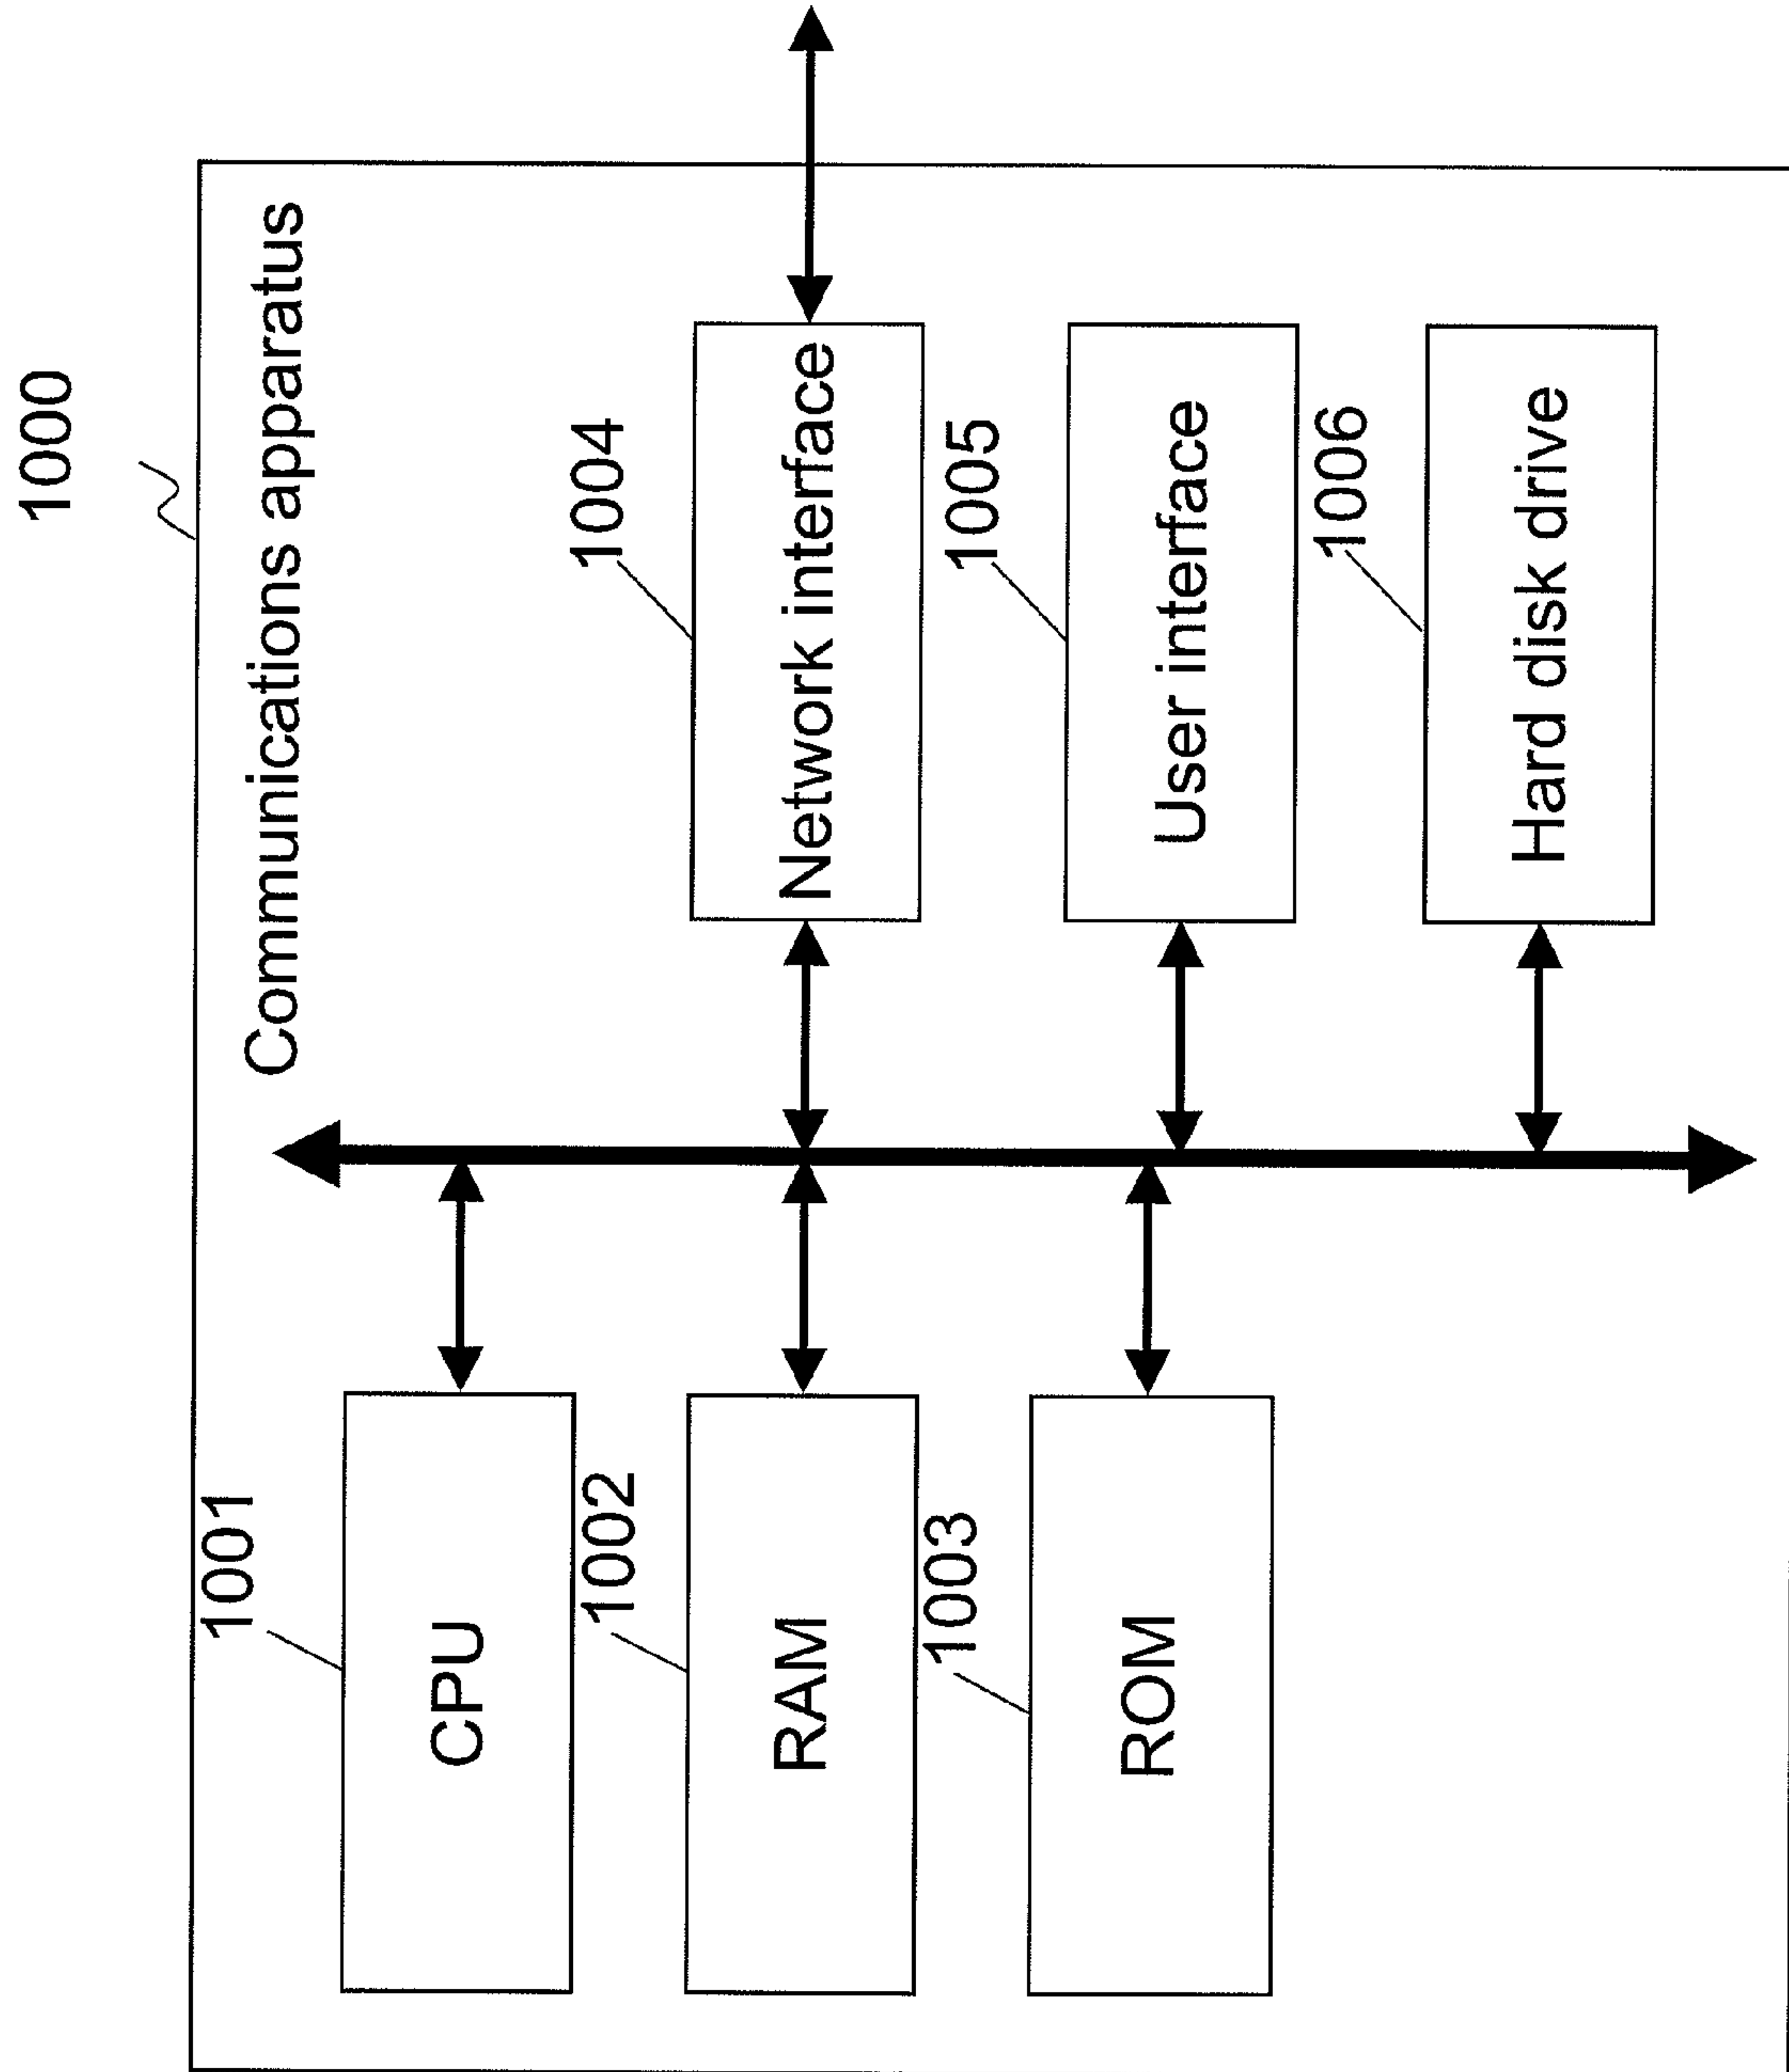 1000
Communications apparatus
1001
CPU
1002
RAM
1003
ROM
1004
Network interface
1005
User interface
1006
Hard disk drive